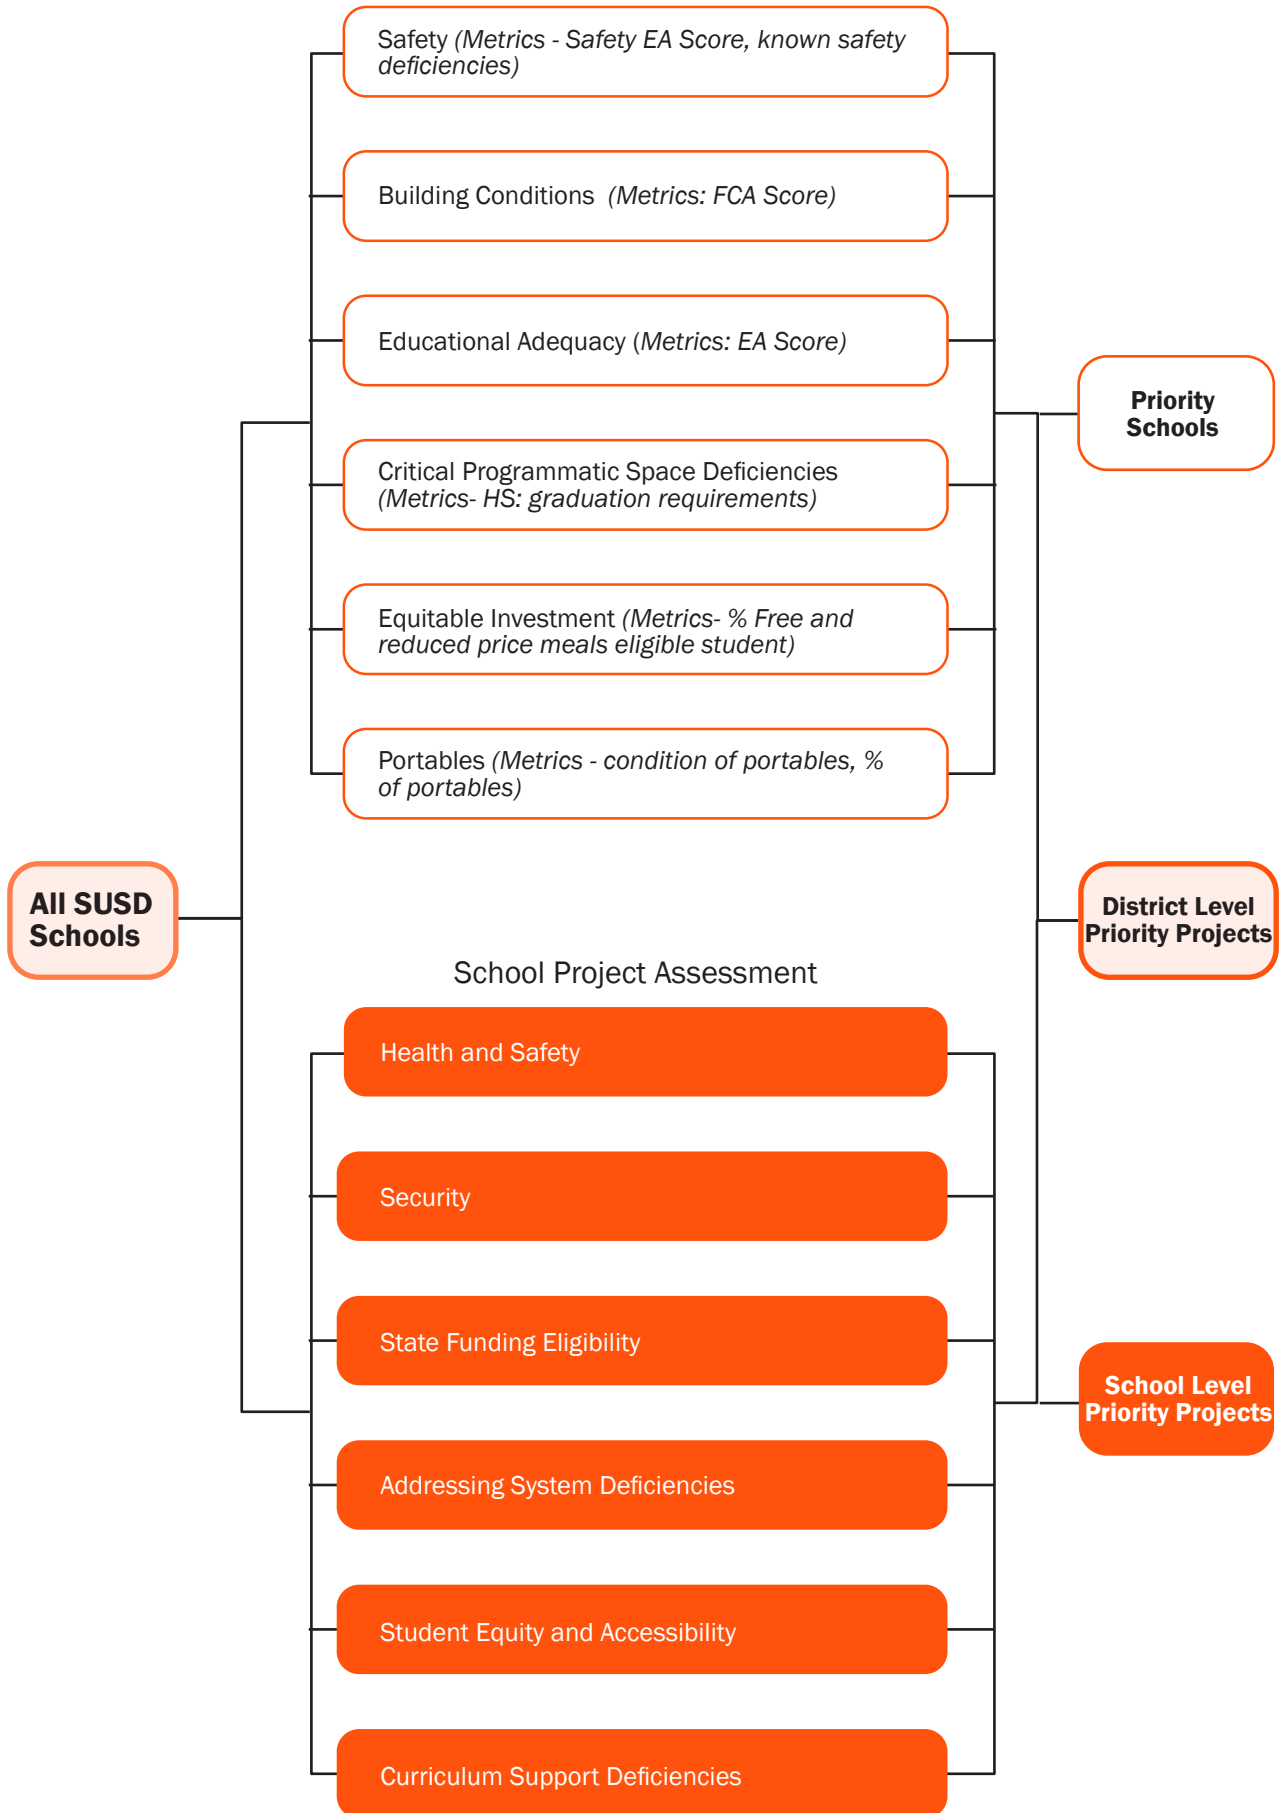 Safety (Metrics - Safety EA Score, known safety
deficiencies)
Building Conditions (Metrics: FCA Score)
Educational Adequacy (Metrics: EA Score)
Critical Programmatic Space Deficiencies
(Metrics- HS: graduation requirements)
Equitable Investment (Metrics- % Free and
reduced price meals eligible student)
Portables (Metrics - condition of portables, %
of portables)
Priority
Schools
All SUSD
Schools
District Level
Priority Projects
School Project Assessment
Health and Safety
Security
State Funding Eligibility
Addressing System Deficiencies
Student Equity and Accessibility
Curriculum Support Deficiencies
School Level
Priority Projects